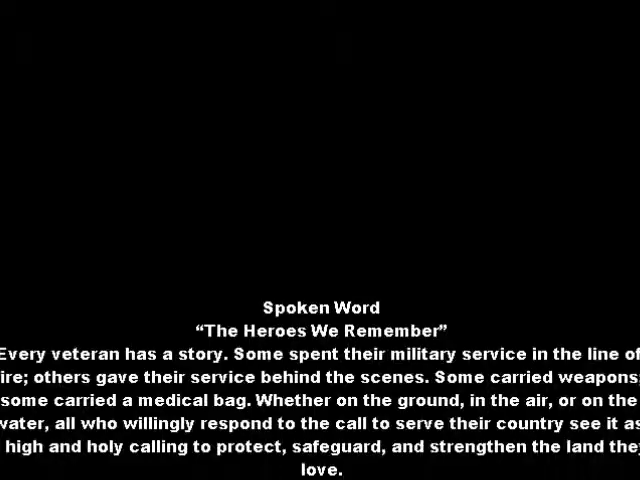 Spoken Word
“The Heroes We Remember”
Every veteran has a story. Some spent their military service in the line of
ire; others gave their service behind the scenes. Some carried weapons;
some carried a medical bag. Whether on the ground, in the air, or on the
water, all who willingly respond to the call to serve their country see it as
high and holy calling to protect, safeguard, and strengthen the land they
love.